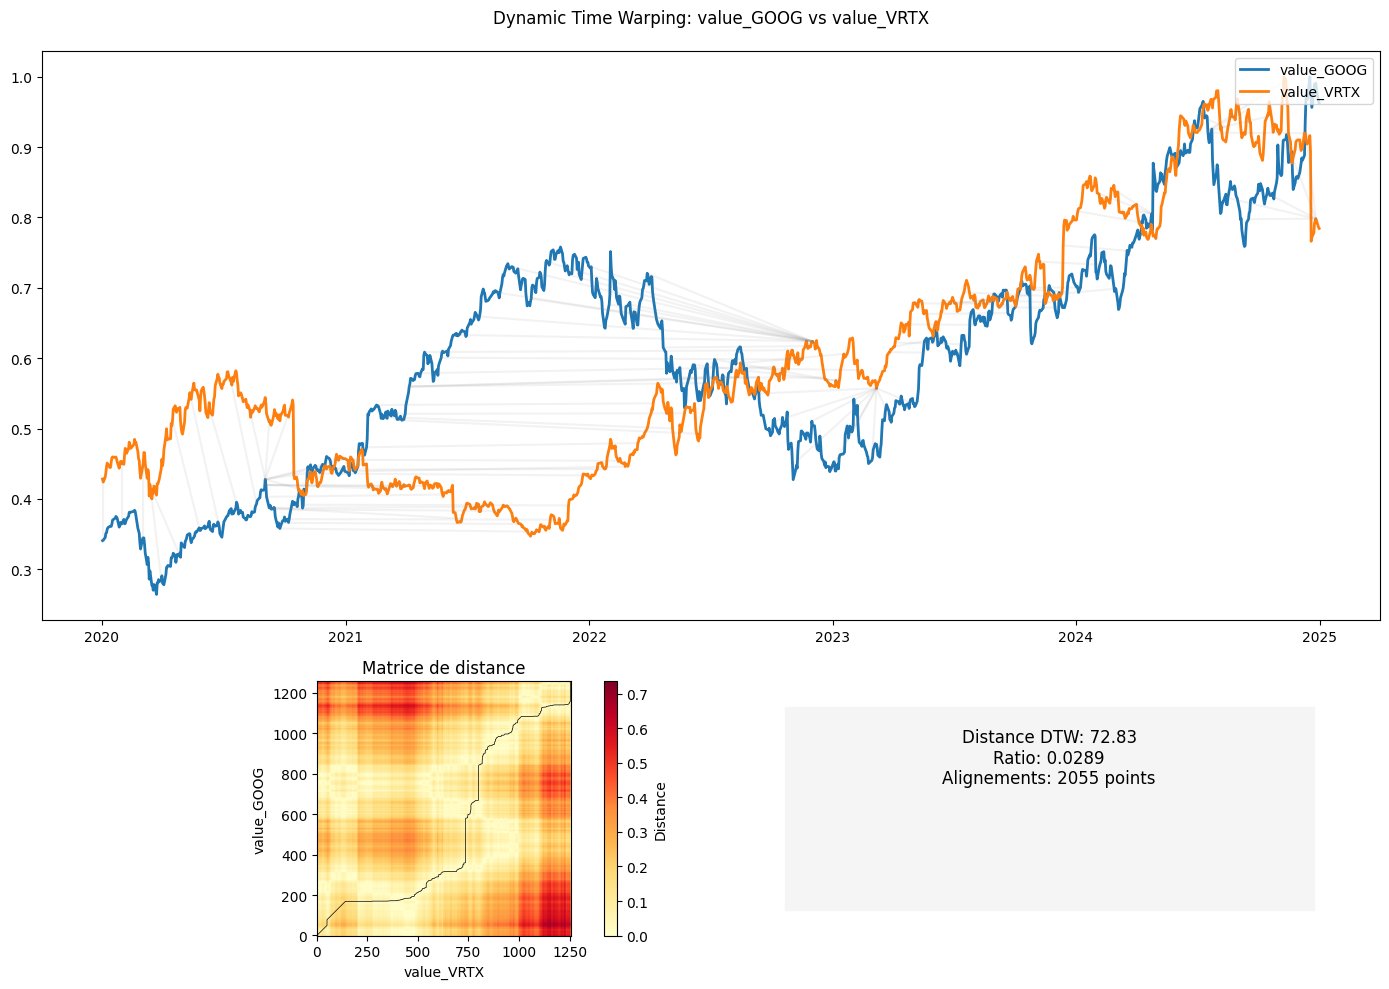 Dynamic Time Warping: value_GOOG vs value_VRTX
value_GOOG
value_VRTX
1.0
0.9
0.8
0.7
0.6
0.5
0.4
0.3
2020 2021 2022 2023 2024 2025
Matrice de distance
value_GOOG
1200
1000
800
600
400
200
0
0 250 500 750 1000 1250
value_VRTX
0.7
0.6
0.5
0.4
0.3
0.2
0.1
0.0
Distance
Distance DTW: 72.83
Ratio: 0.0289
Alignements: 2055 points